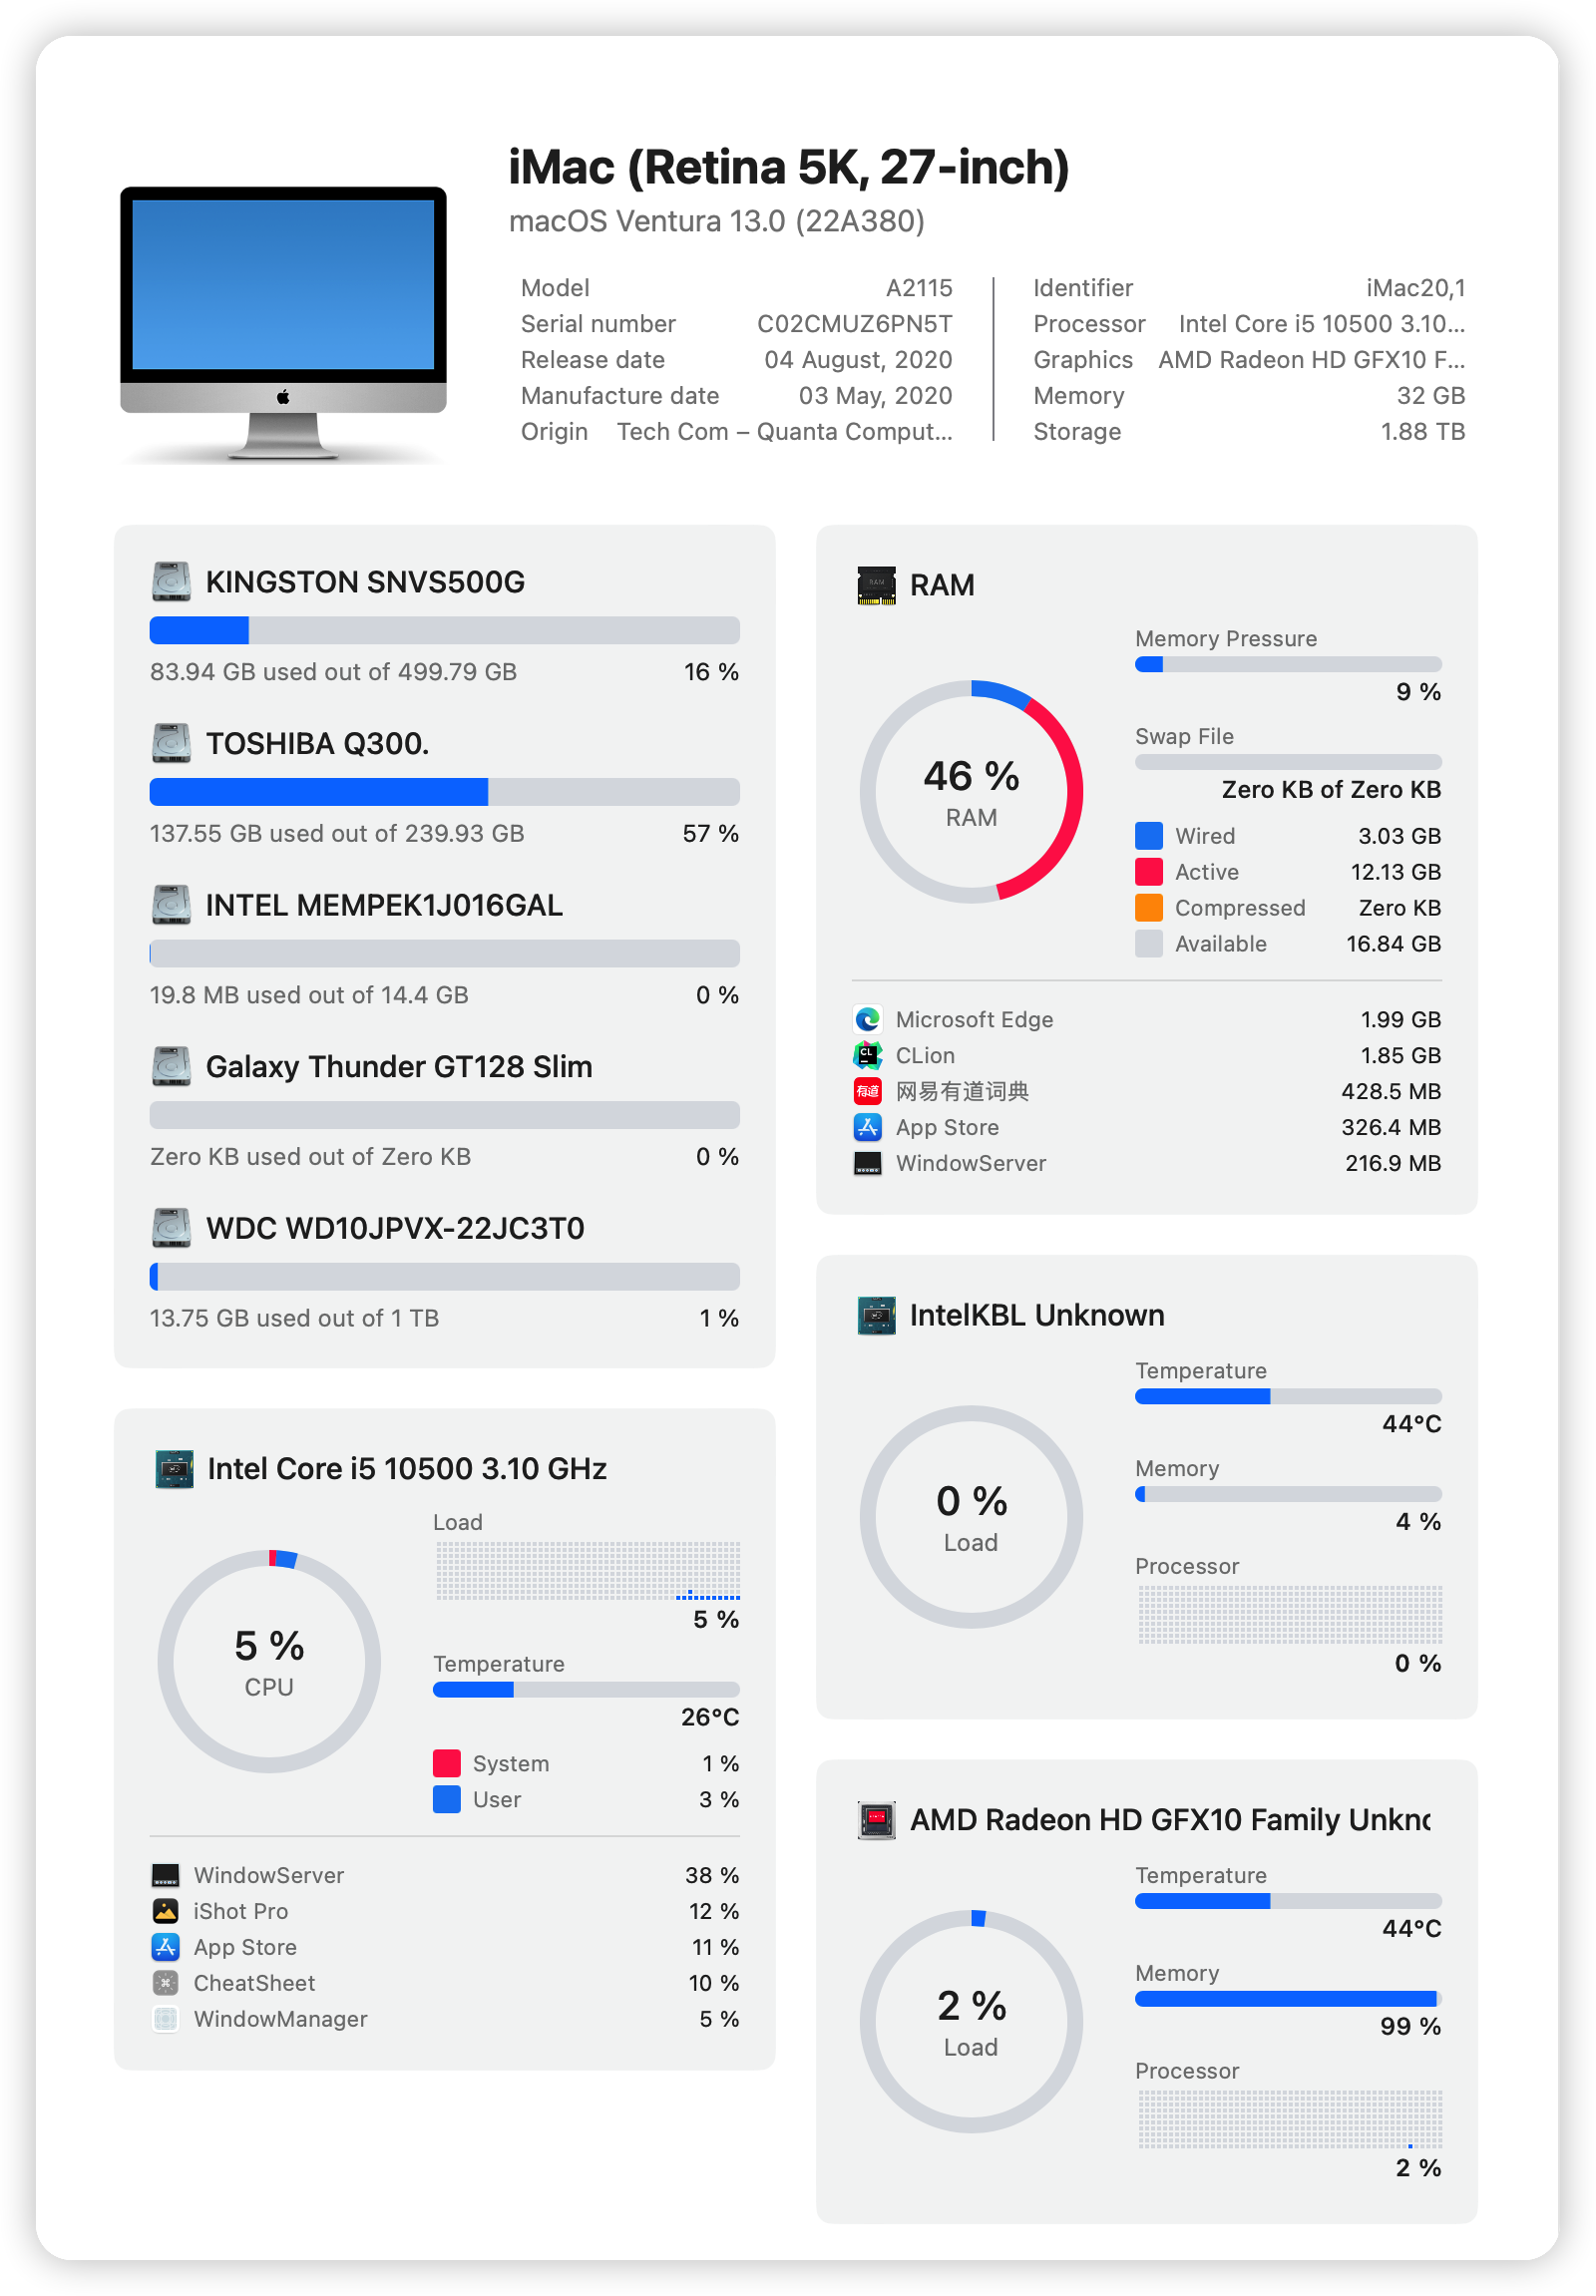 iMac (Retina 5K, 27-inch)
macOS Ventura 13.0 (22A380)
Model A2115
Serial number C02CMUZ6PN5T
Release date 04 August, 2020
Manufacture date 03 May, 2020
Origin Tech Com – Quanta Comput...
Identifier iMac20,1
Processor Intel Core i5 10500 3.10...
Graphics AMD Radeon HD GFX10 F...
Memory 32 GB
Storage 1.88 TB
KINGSTON SNVS500G
83.94 GB used out of 499.79 GB 16 %
TOSHIBA Q300.
137.55 GB used out of 239.93 GB 57 %
INTEL MEMPEK1J016GAL
19.8 MB used out of 14.4 GB 0 %
Galaxy Thunder GT128 Slim
Zero KB used out of Zero KB 0 %
WDC WD10JPVX-22JC3T0
13.75 GB used out of 1 TB 1 %
Intel Core i5 10500 3.10 GHz
5 %
CPU
Load
5 %
Temperature
26°C
System 1 %
User 3 %
WindowServer 38 %
iShot Pro 12 %
App Store 11 %
CheatSheet 10 %
WindowManager 5 %
RAM
RAM
46 %
RAM
Memory Pressure
9 %
Swap File
Zero KB of Zero KB
Wired 3.03 GB
Active 12.13 GB
Compressed Zero KB
Available 16.84 GB
Microsoft Edge 1.99 GB
CL
CLion 1.85 GB
有道
网易有道词典 428.5 MB
App Store 326.4 MB
WindowServer 216.9 MB
IntelKBL Unknown
0 %
Load
Temperature
44°C
Memory
4 %
Processor
0 %
AMD Radeon HD GFX10 Family Unkno
2 %
Load
Temperature
44°C
Memory
99 %
Processor
2 %